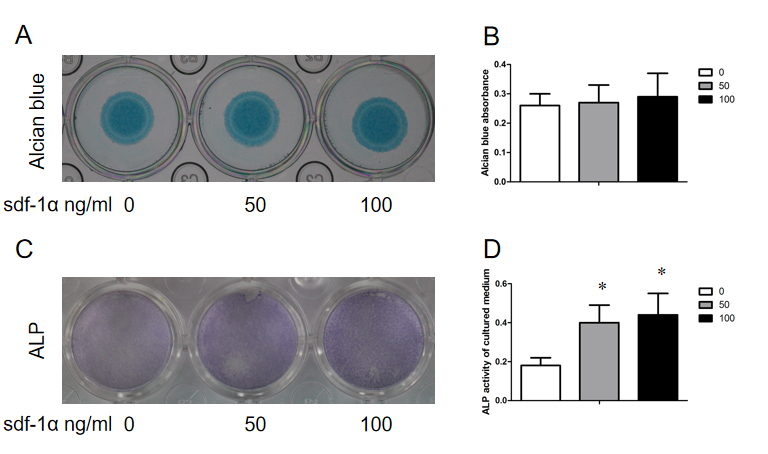 A
Alcian blue
sdf-1α ng/ml 0 50 100
B
Alcian blue absorbance
0.4
0.3
0.2
0.1
0.0
0
50
100
C
ALP
sdf-1α ng/ml 0 50 100
D
ALP activity of cultured medium
0.6
0.4
0.2
0.0
*
*
0
50
100